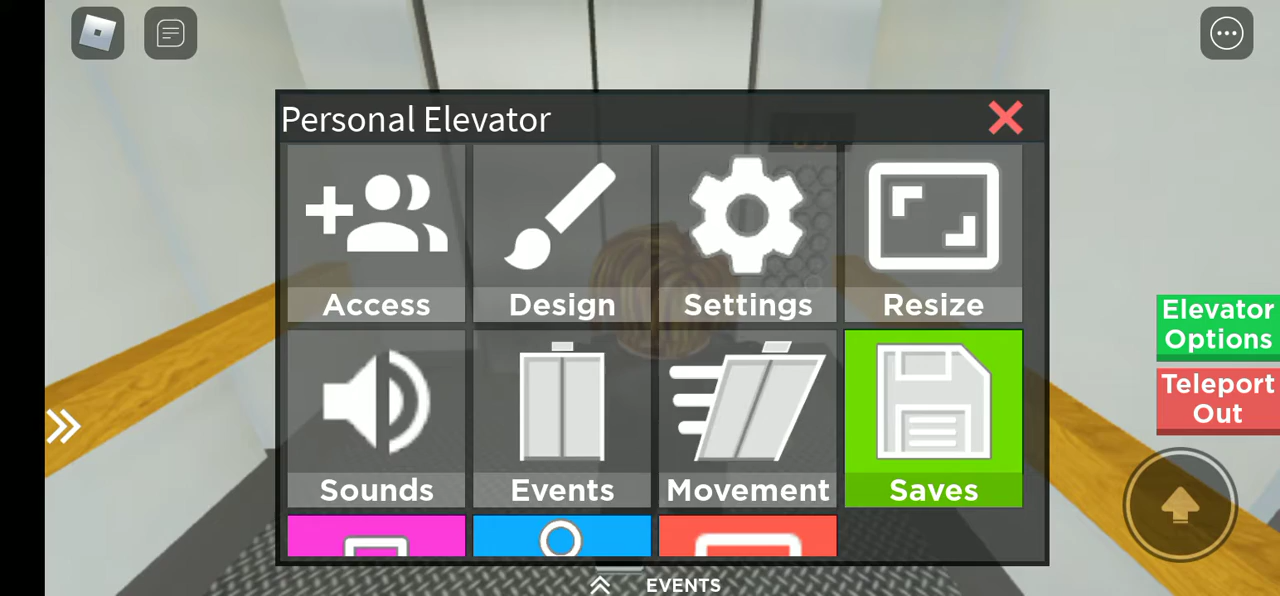 Personal Elevator
Access
Design
Settings
Resize
Sounds
Events
Movement
Saves
Elevator
Options
Teleport
Out
EVENTS